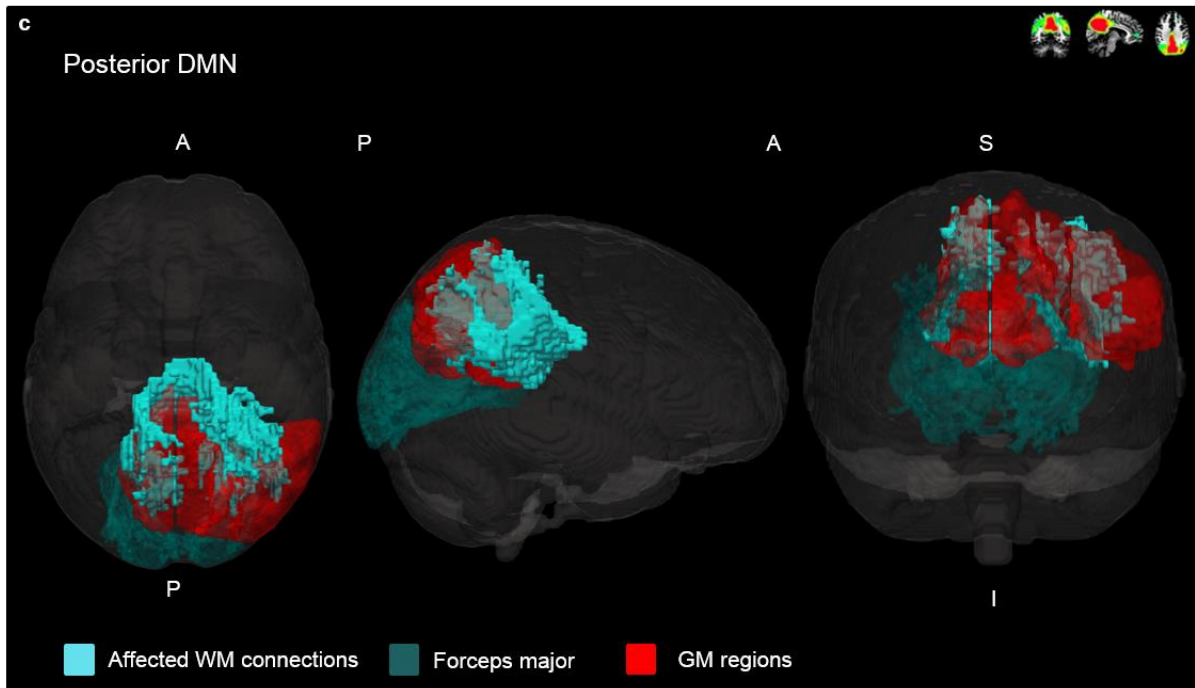 c
Posterior DMN
A
P
A
S
P
I
Affected WM connections
Forceps major
GM regions